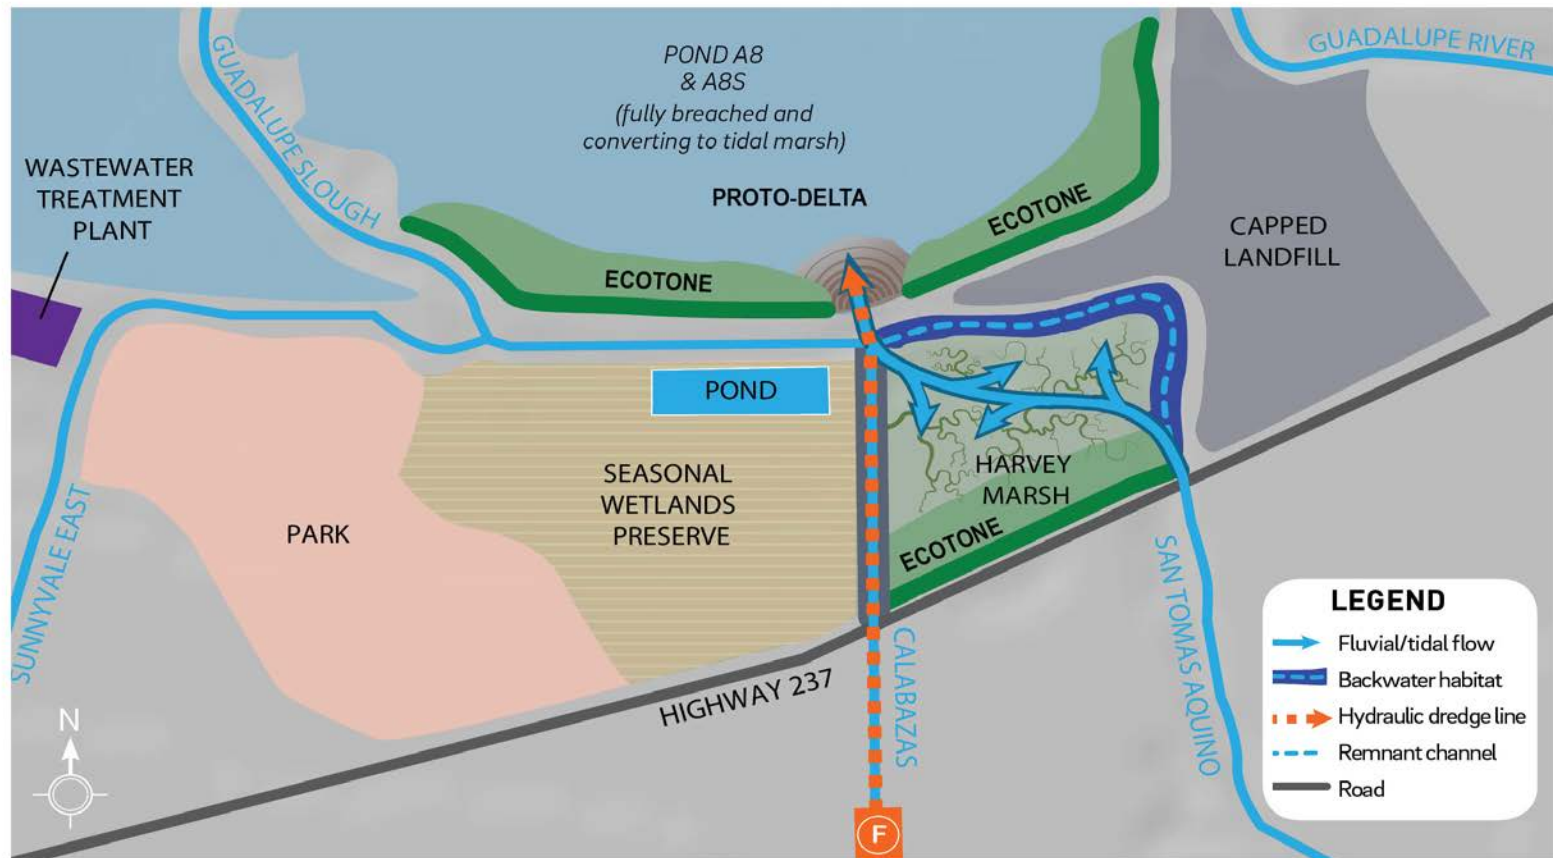 GUADALUPE SLOUGH
POND A8
& A8S
(fully breached and
converting to tidal marsh)
GUADALUPE RIVER
WASTEWATER
TREATMENT
PLANT
PROTO-DELTA
ECOTONE
ECOTONE
CAPPED
LANDFILL
POND
SEASONAL
WETLANDS
PRESERVE
HARVEY
MARSH
ECOTONE
PARK
SUNNYVALE EAST
HIGHWAY 237
CALABAZAS
SAN TOMAS AQUINO
N
F
LEGEND
Fluvial/tidal flow
Backwater habitat
Hydraulic dredge line
Remnant channel
Road